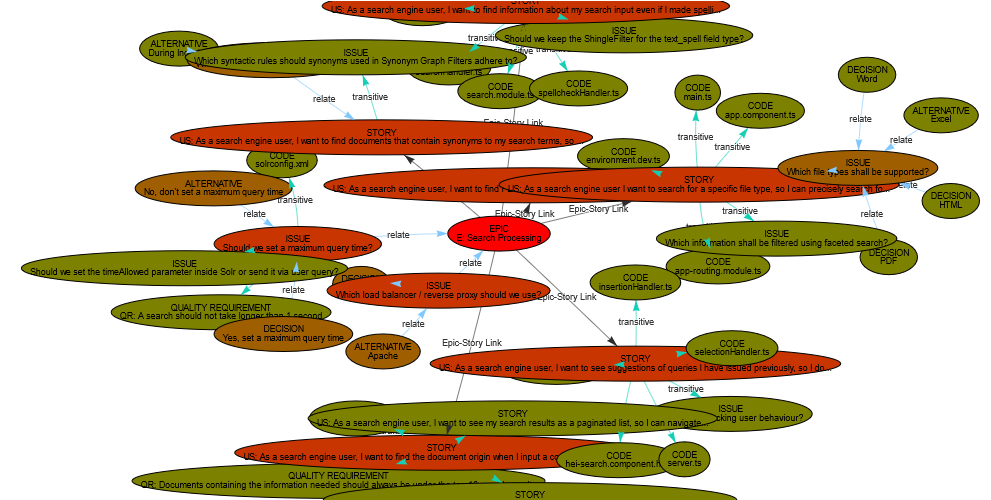 STORY
US: As a search engine user, I want to find information about my search input even if I made spelli...
transiti
ISSUE
Should we keep the ShingleFilter for the text_spell field type?
ALTERNATIVE
During
ISSUE
Which syntactic rules should synonyms used in Synonym Graph Filters adhere to?
CODE
search.module.ts
CODE
spellcheckHandler.ts
DECISION
Word
CODE
main.ts
CODE
app.component.ts
ALTERNATIVE
Excel
relate
transitive
Epic-Story Link
relate
STORY
US: As a search engine user, I want to find documents that contain synonyms to my search terms, so...
transitive
transitive
relate
CODE
solrconfig.xml
CODE
environment.dev.ts
ISSUE
Which file types shall be supported?
ALTERNATIVE
No, don't set a maximum query time
transitive
US: As a search engine user, I want to find
STORY
US: As a search engine user I want to search for a specific file type, so I can precisely search fo...
relate
DECISION
HTML
relate
Epic-Story Link
Epic-Story Link
transitive
relate
EPIC
E: Search Processing
relate
ISSUE
Should we set a maximum query time?
ISSUE
Which information shall be filtered using faceted search?
DECISION
PDF
ISSUE
Should we set the timeAllowed parameter inside Solr or send it via user query?
relate
CODE
app-routing.module.ts
CODE
insertionHandler.ts
relate
ISSUE
Which load balancer / reverse proxy should we use?
Epic-Story Link
QUALITY REQUIREMENT
QR: A search should not take longer than 1 second
DECISION
Yes, set a maximum query time
relate
transitive
ALTERNATIVE
Apache
Epic-Story Link
CODE
selectionHandler.ts
STORY
US: As a search engine user, I want to see suggestions of queries I have issued previously, so I do...
transitive
ISSUE
cking user behaviour?
STORY
US: As a search engine user, I want to see my search results as a paginated list, so I can navigate...
STORY
US: As a search engine user, I want to find the document origin when I input a co
CODE
hei-search.component.
CODE
server.ts
QUALITY REQUIREMENT
QR: Documents containing the information needed should always be under the
STORY